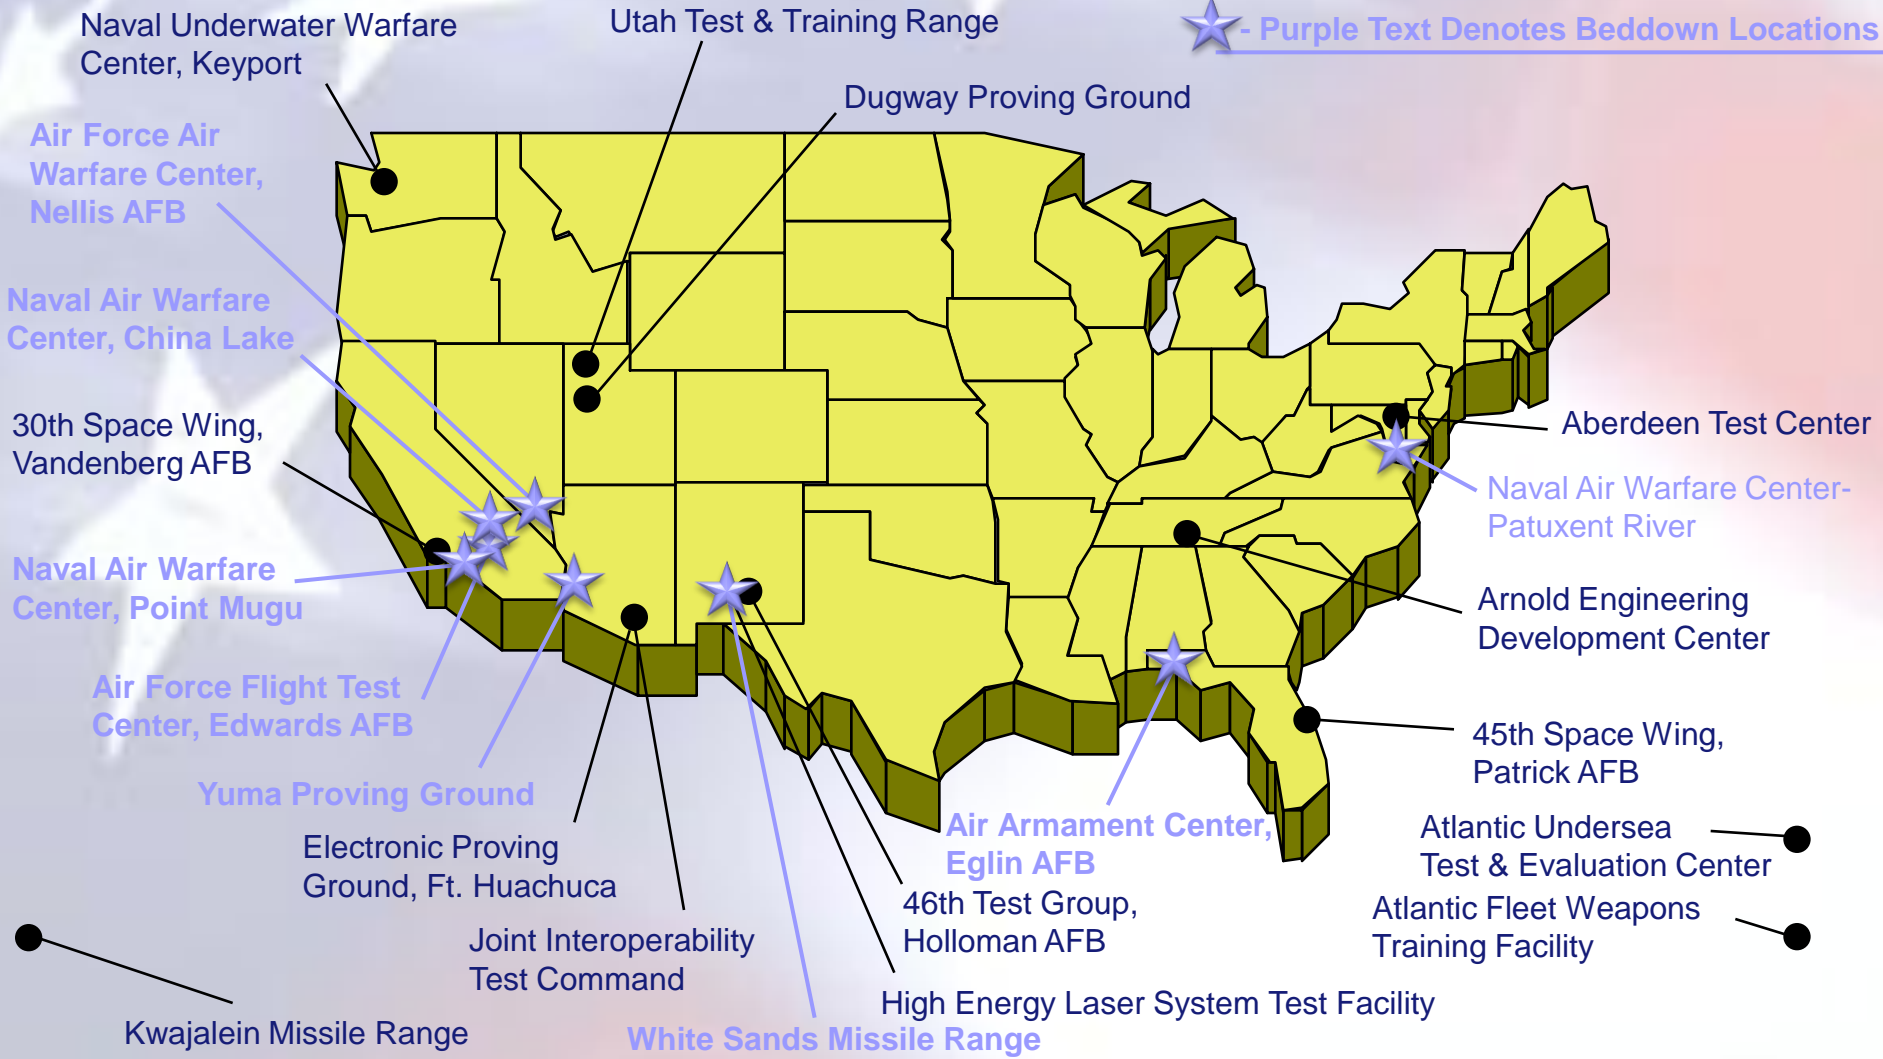 Naval Underwater Warfare
Center, Keyport
Utah Test & Training Range
- Purple Text Denotes Beddown Locations
Dugway Proving Ground
Air Force Air
Warfare Center,
Nellis AFB
Naval Air Warfare
Center, China Lake
30th Space Wing,
Vandenberg AFB
Naval Air Warfare
Center, Point Mugu
Air Force Flight Test
Center, Edwards AFB
Yuma Proving Ground
Electronic Proving
Ground, Ft. Huachuca
Joint Interoperability
Test Command
Kwajalein Missile Range
White Sands Missile Range
High Energy Laser System Test Facility
46th Test Group,
Holloman AFB
Air Armament Center,
Eglin AFB
Aberdeen Test Center
Naval Air Warfare Center-
Patuxent River
Arnold Engineering
Development Center
45th Space Wing,
Patrick AFB
Atlantic Undersea
Test & Evaluation Center
Atlantic Fleet Weapons
Training Facility